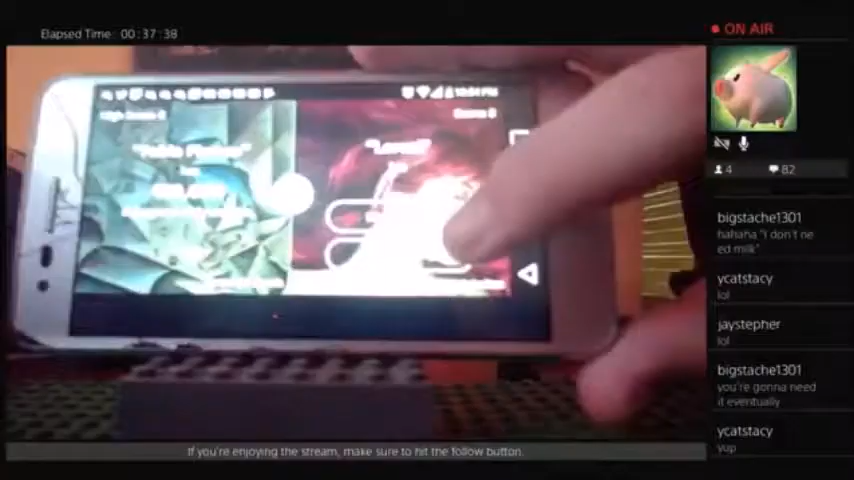 Elapsed Time: 00:37:38
ON AIR
4
82
bigstache1301
hahaha "I don't ne
ed milk"
ycatstacy
lol
jaystepher
lol
bigstache1301
you're gonna need
it eventually
ycatstacy
yup
If you're enjoying the stream, make sure to hit the follow button.